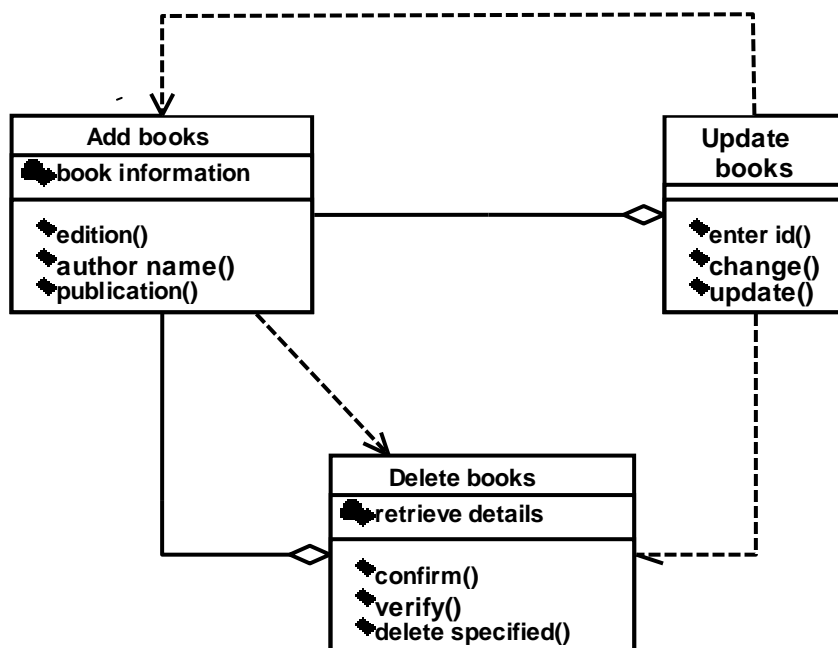 Add books
book information
edition()
author name()
publication()
Update
books
enter id()
change()
update()
Delete books
retrieve details
confirm()
verify()
delete specified()